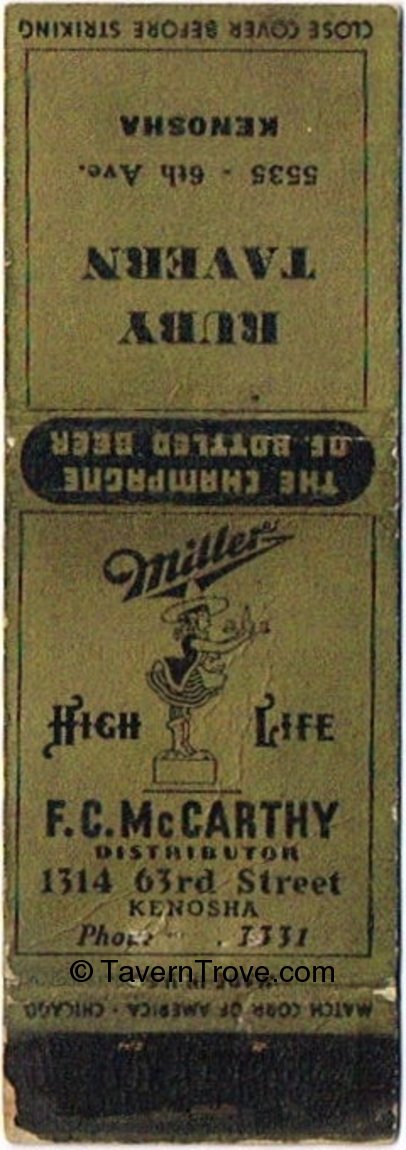 CLOSE COVER BEFORE STRIKING
RUBY
TAVERN
5535 - 6th Ave.
KENOSHA
THE CHAMPAGNE
OF BOTTLED BEER
Miller
HIGH LIFE
F.C. McCARTHY
DISTRIBUTOR
1314 63rd Street
KENOSHA
© TavernTrove.com
MATCH CORP. OF AMERICA - CHICAGO